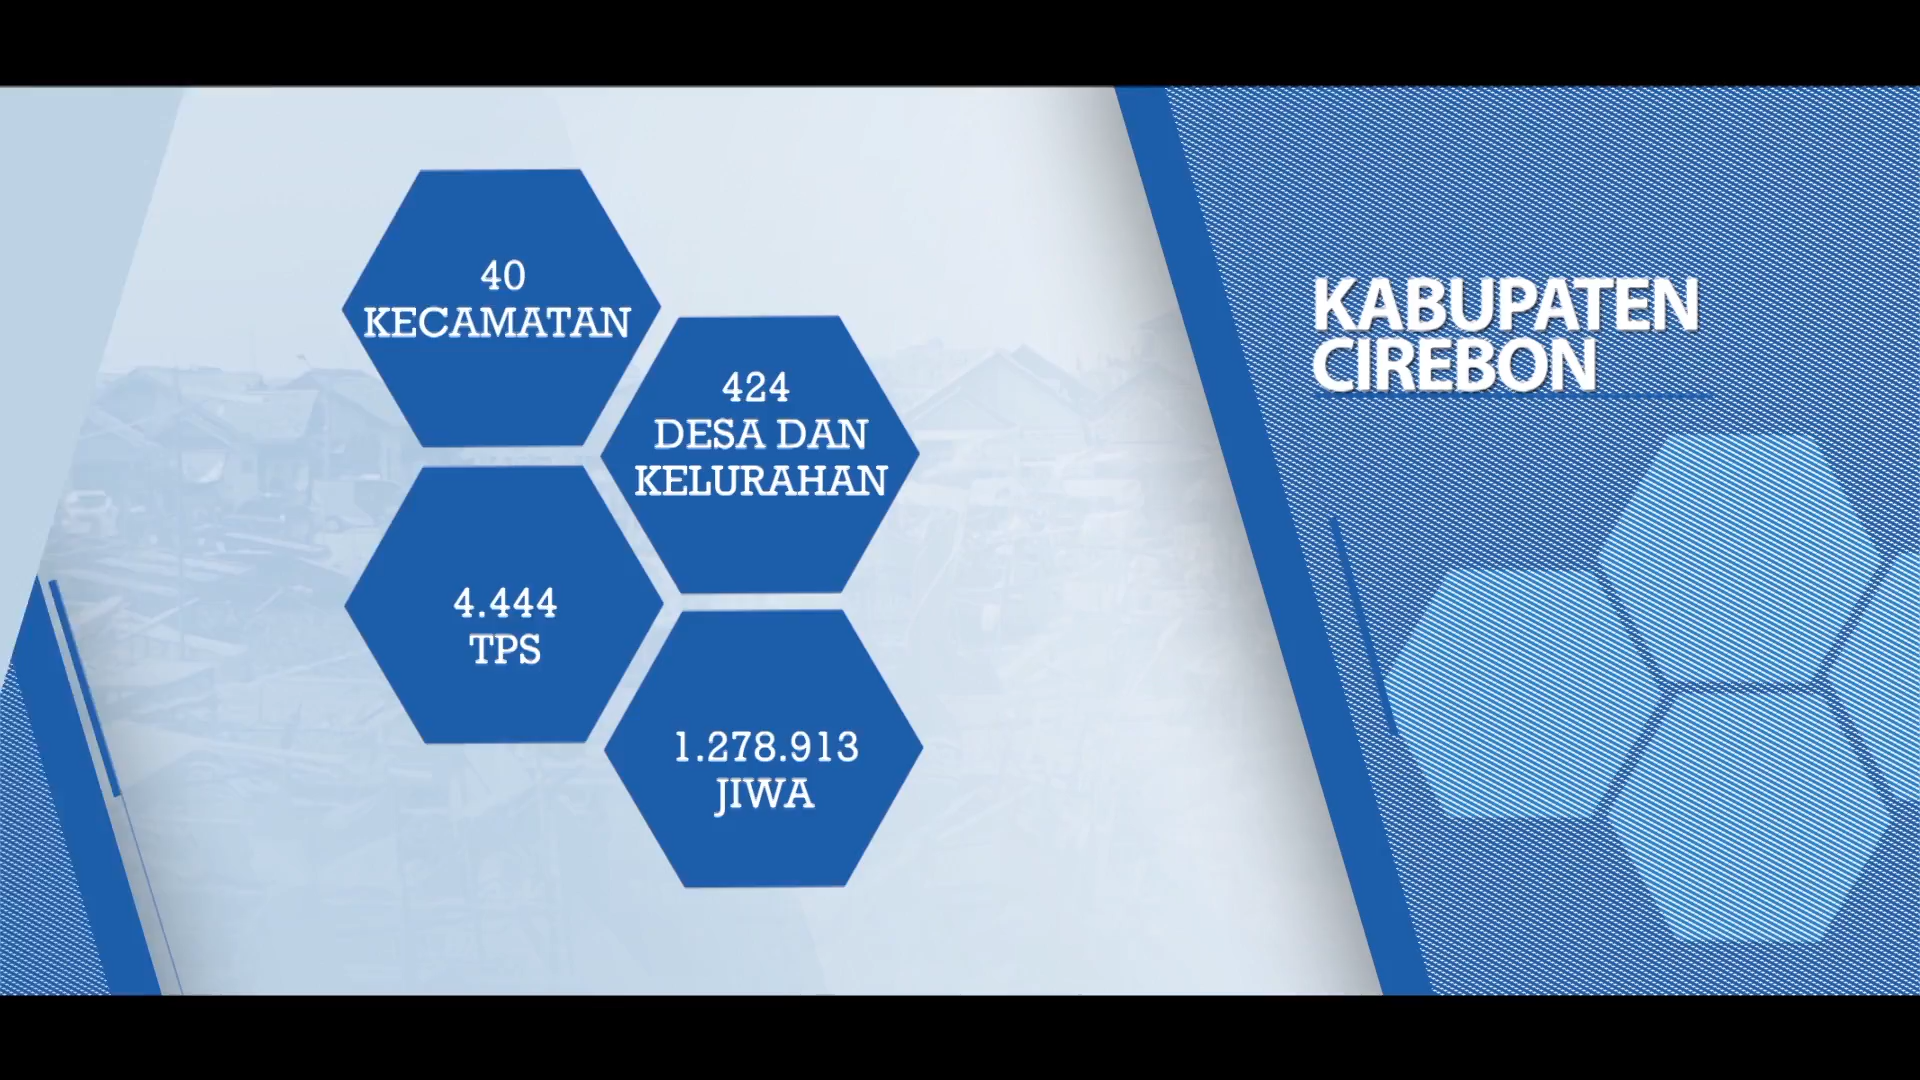 40
KECAMATAN
424
DESA DAN
KELURAHAN
4.444
TPS
1.278.913
JIWA
KABUPATEN
CIREBON